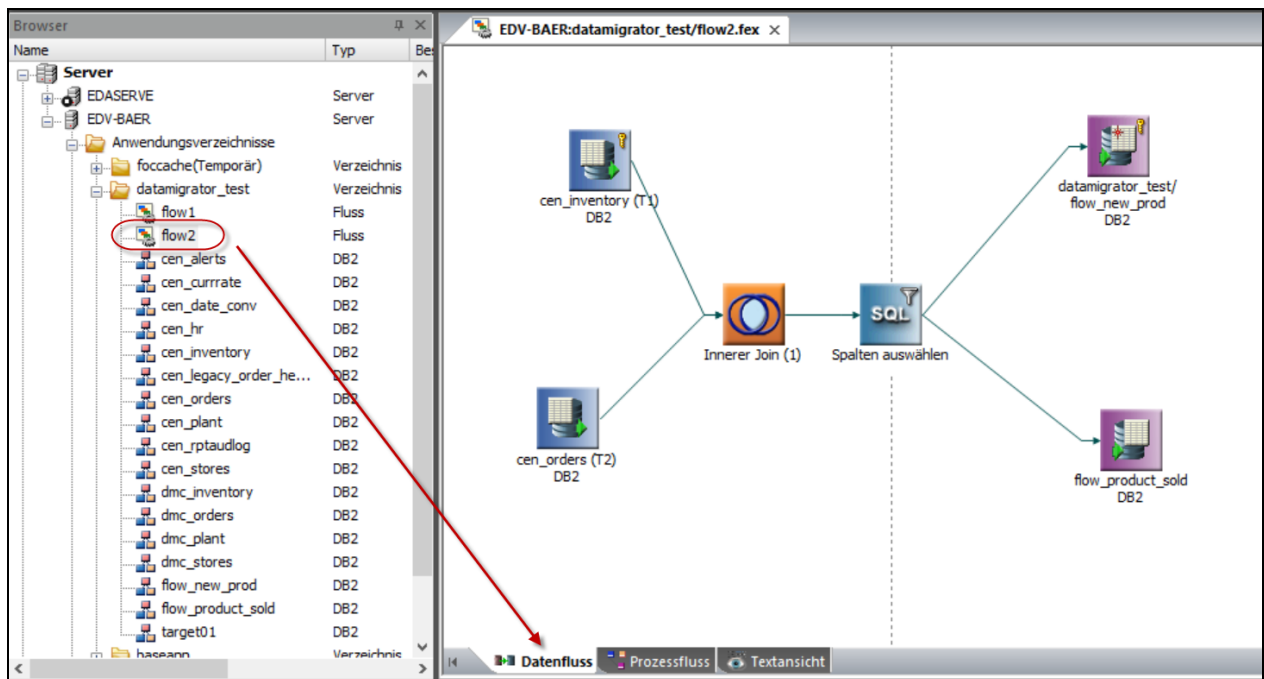 Browser
Name Typ Bes
Server
EDASERVE Server
EDV-BAER Server
Anwendungsverzeichnisse
foccache(Temporär) Verzeichnis
datamigrator_test Verzeichnis
flow1 Fluss
flow2 Fluss
cen_alerts DB2
cen_currrate DB2
cen_date_conv DB2
cen_hr DB2
cen_inventory DB2
cen_legacy_order_he... DB2
cen_orders DB2
cen_plant DB2
cen_rptaudlog DB2
cen_stores DB2
dmc_inventory DB2
dmc_orders DB2
dmc_plant DB2
dmc_stores DB2
flow_new_prod DB2
flow_product_sold DB2
target01 DB2
baseapp Verzeichnis
EDV-BAER:datamigrator_test/flow2.fex
cen_inventory (T1)
DB2
cen_orders (T2)
DB2
Innerer Join (1)
SQL
Spalten auswählen
datamigrator_test/
flow_new_prod
DB2
flow_product_sold
DB2
Datenfluss Prozessfluss Textansicht